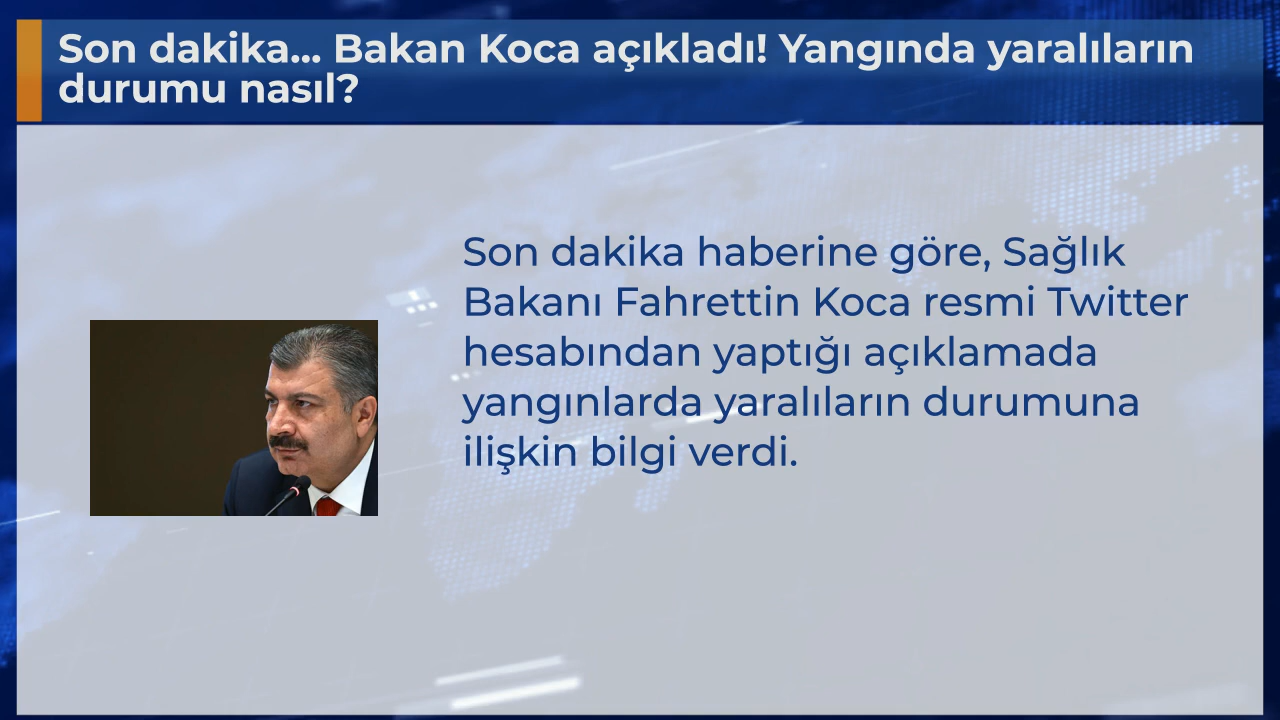 Son dakika... Bakan Koca açıkladı! Yangında yaralıların
durumu nasıl?
Son dakika haberine göre, Sağlık
Bakanı Fahrettin Koca resmi Twitter
hesabından yaptığı açıklamada
yangınlarda yaralıların durumuna
ilişkin bilgi verdi.